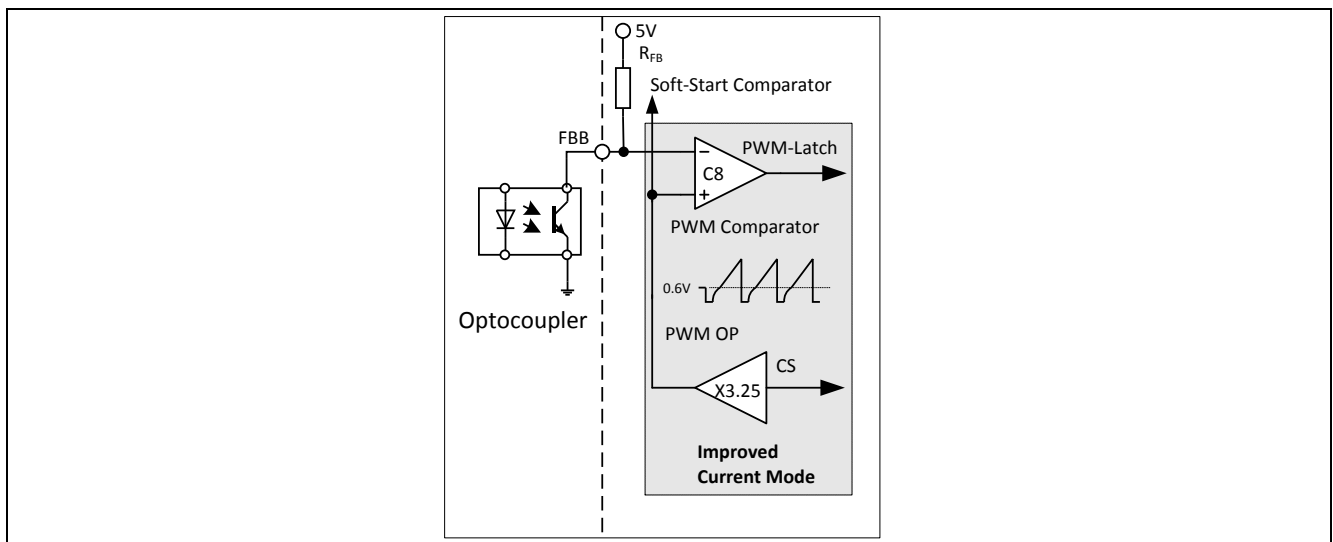 5V
R_FB
Soft-Start Comparator
FBB
−
PWM-Latch
C8
+
PWM Comparator
0.6V
Optocoupler
PWM OP
CS
X3.25
Improved
Current Mode